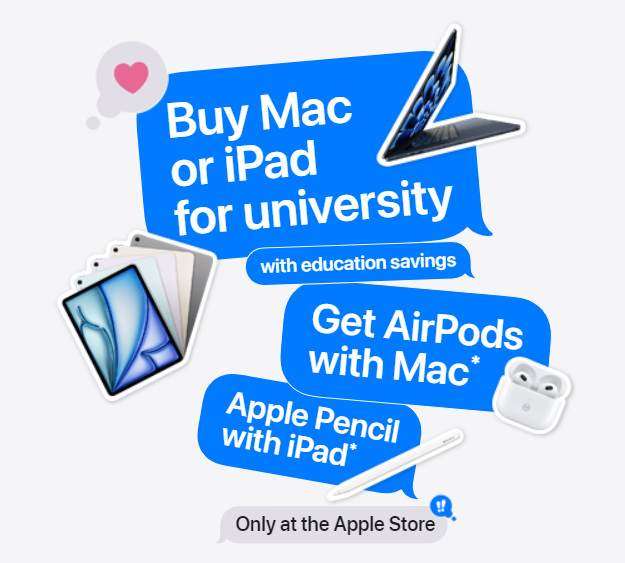 Buy Mac
or iPad
for university
with education savings
Get AirPods
with Mac*
Apple Pencil
with iPad*
Only at the Apple Store
‼